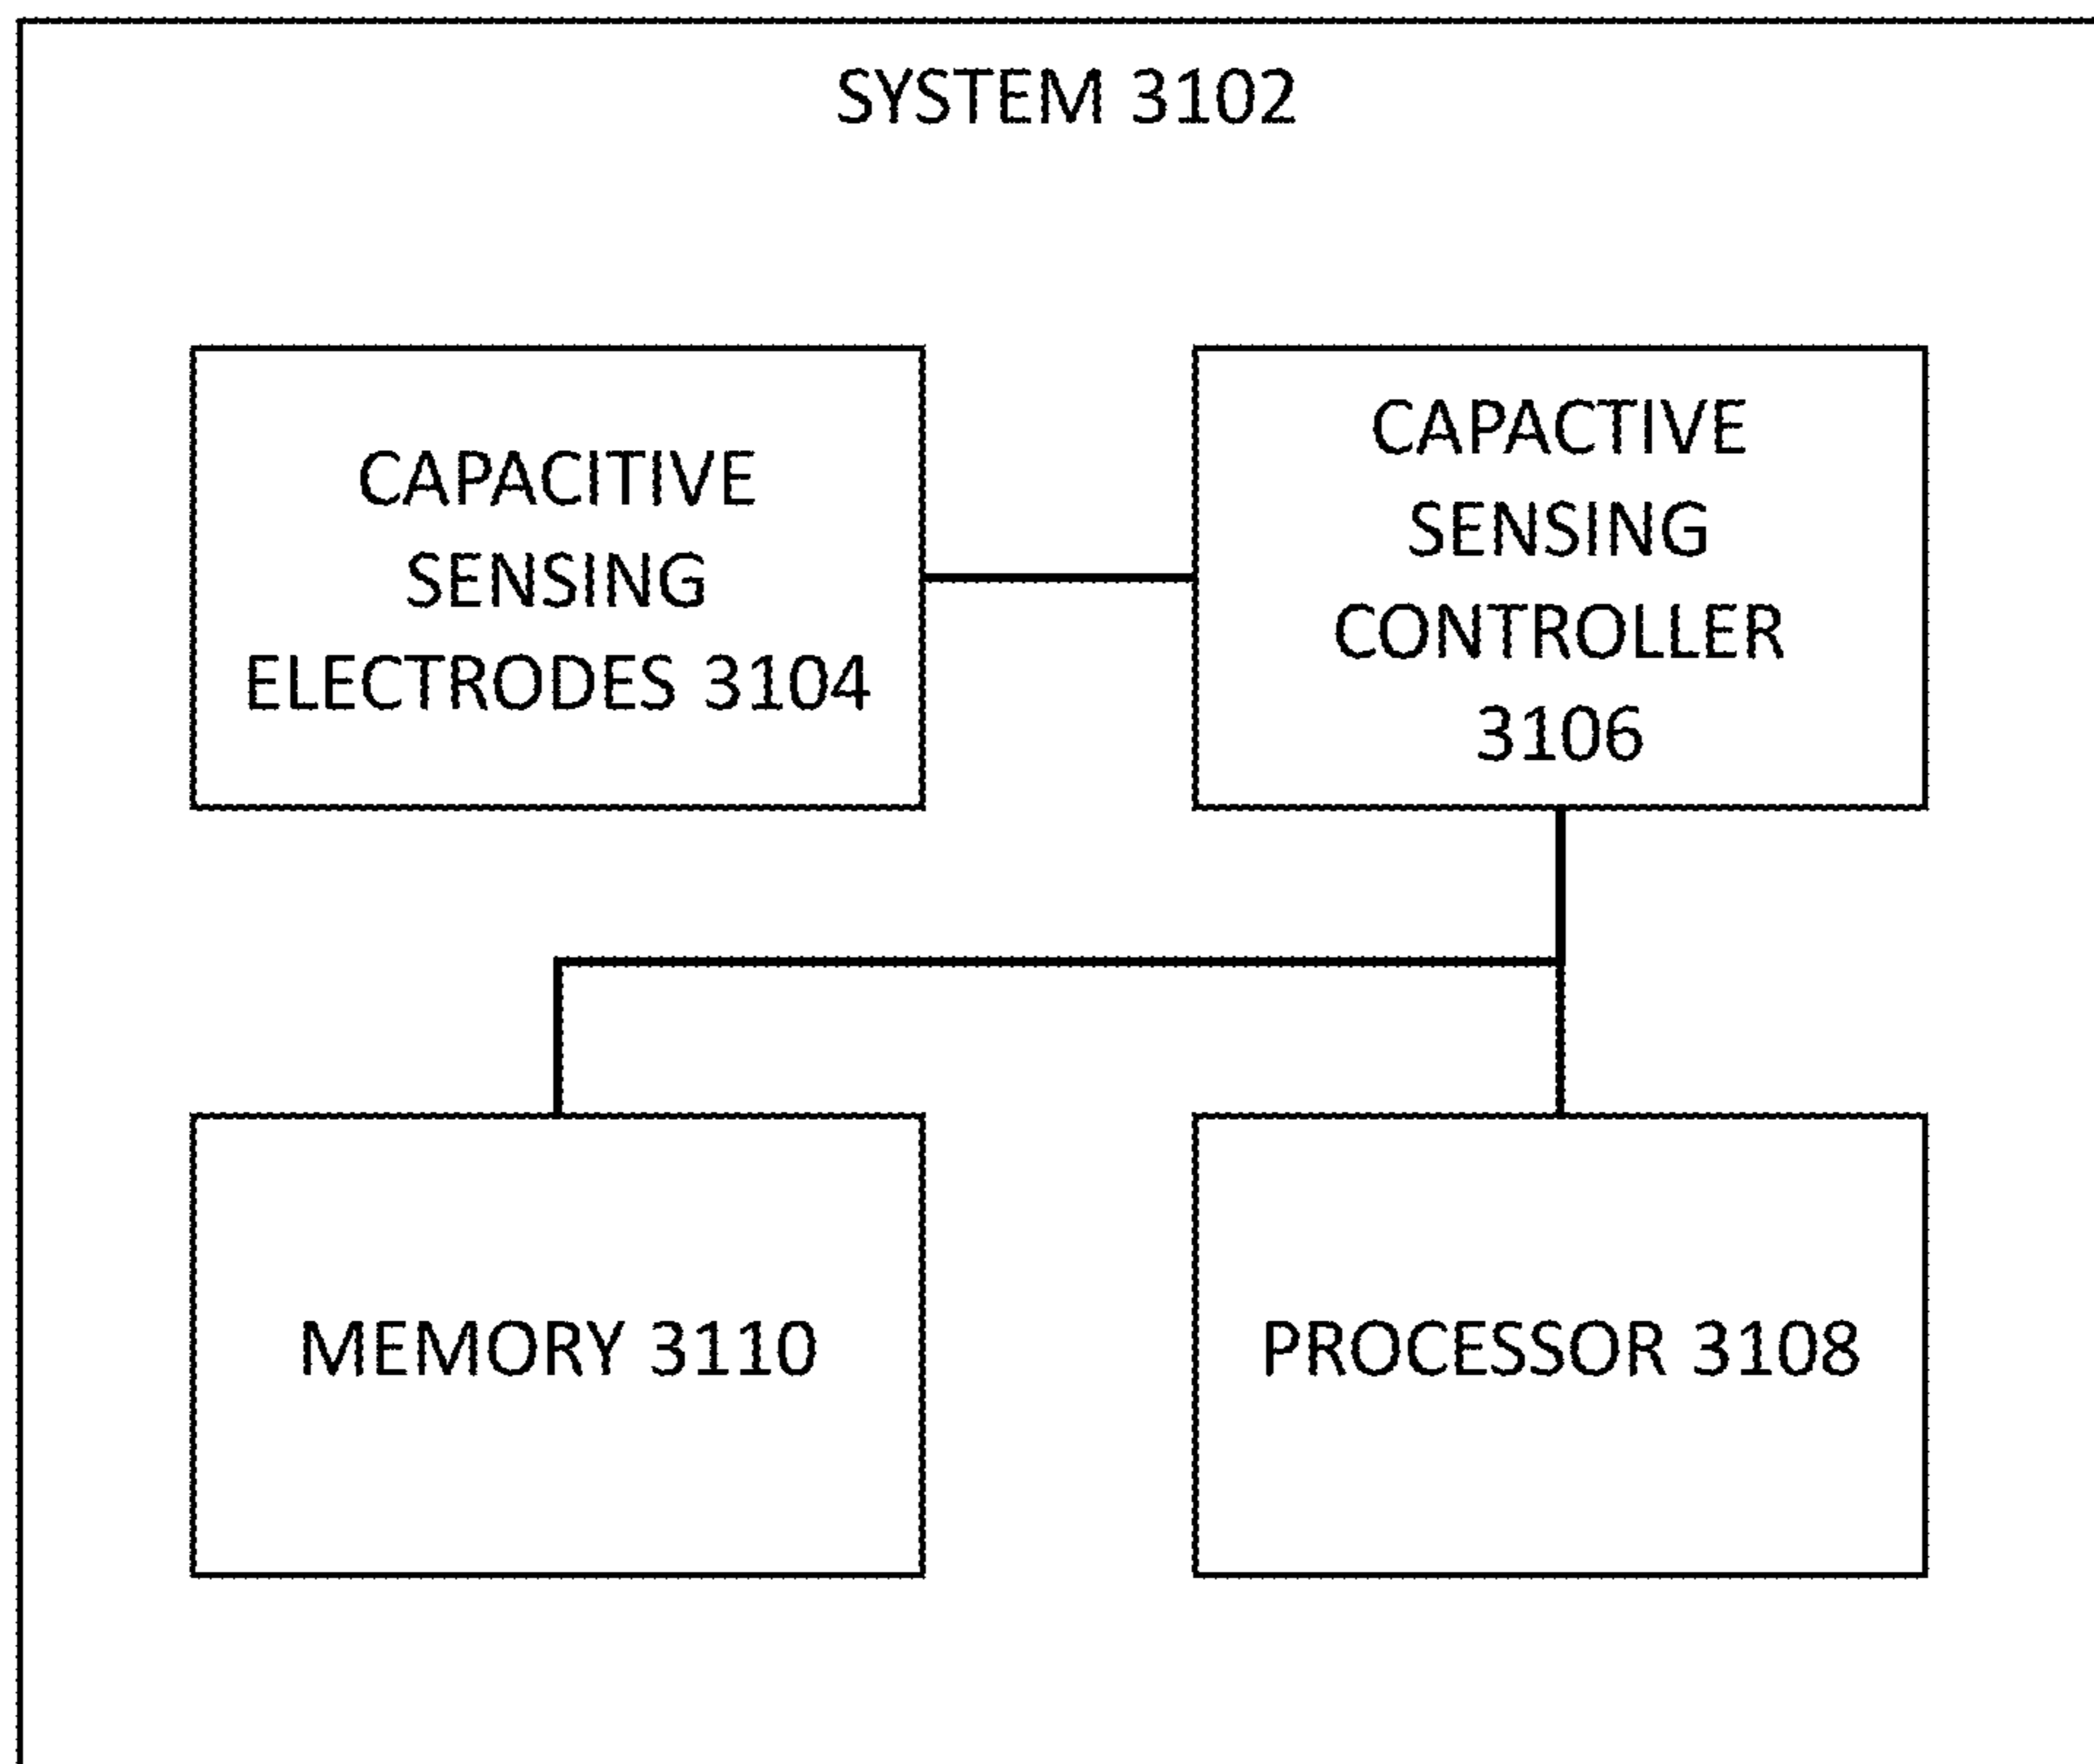 SYSTEM 3102
CAPACITIVE
SENSING
ELECTRODES 3104
CAPACTIVE
SENSING
CONTROLLER
3106
MEMORY 3110
PROCESSOR 3108